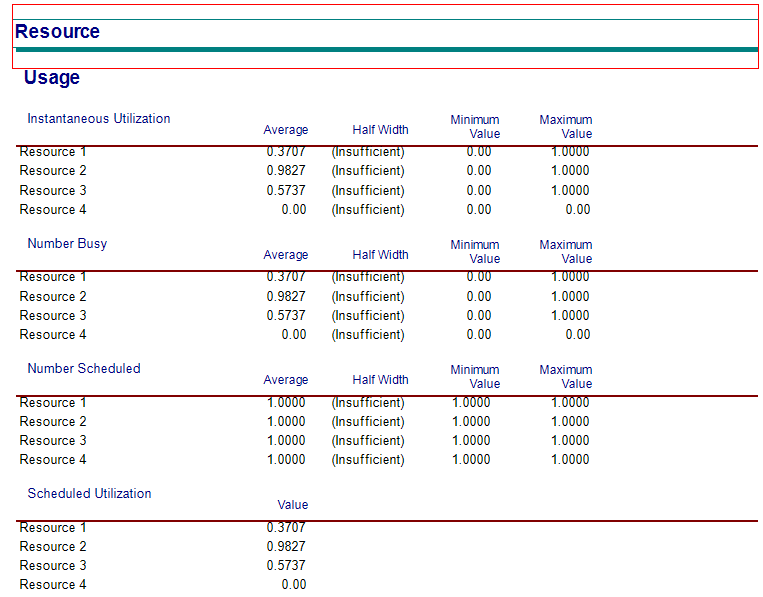 Resource
Usage
Instantaneous Utilization Average Half Width Minimum Value Maximum Value
Resource 1 0.3707 (Insufficient) 0.00 1.0000
Resource 2 0.9827 (Insufficient) 0.00 1.0000
Resource 3 0.5737 (Insufficient) 0.00 1.0000
Resource 4 0.00 (Insufficient) 0.00 0.00
Number Busy Average Half Width Minimum Value Maximum Value
Resource 1 0.3707 (Insufficient) 0.00 1.0000
Resource 2 0.9827 (Insufficient) 0.00 1.0000
Resource 3 0.5737 (Insufficient) 0.00 1.0000
Resource 4 0.00 (Insufficient) 0.00 0.00
Number Scheduled Average Half Width Minimum Value Maximum Value
Resource 1 1.0000 (Insufficient) 1.0000 1.0000
Resource 2 1.0000 (Insufficient) 1.0000 1.0000
Resource 3 1.0000 (Insufficient) 1.0000 1.0000
Resource 4 1.0000 (Insufficient) 1.0000 1.0000
Scheduled Utilization Value
Resource 1 0.3707
Resource 2 0.9827
Resource 3 0.5737
Resource 4 0.00